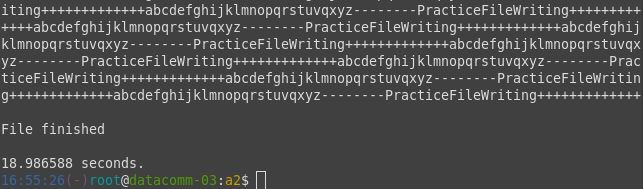 iting+++++++++++++abcdefghijklmnopqrstuvqxyz--------PracticeFileWriting+++++++++
++++abcdefghijklmnopqrstuvqxyz--------PracticeFileWriting+++++++++++++abcdefghij
klmnopqrstuvqxyz--------PracticeFileWriting+++++++++++++abcdefghijklmnopqrstuvqx
yz--------PracticeFileWriting+++++++++++++abcdefghijklmnopqrstuvqxyz--------Prac
ticeFileWriting+++++++++++++abcdefghijklmnopqrstuvqxyz--------PracticeFileWritin
g+++++++++++++abcdefghijklmnopqrstuvqxyz--------PracticeFileWriting+++++++++++++
File finished
18.986588 seconds.
16:55:26(-)root@datacomm-03:a2$